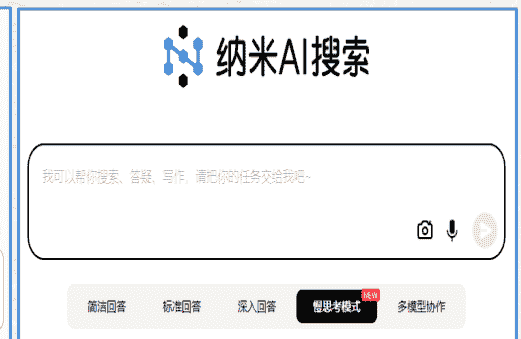 纳米AI搜索
我可以帮你搜索、答疑、写作，请把你的任务交给我吧~
简洁回答 标准回答 深入回答 慢思考模式 NEW 多模型协作